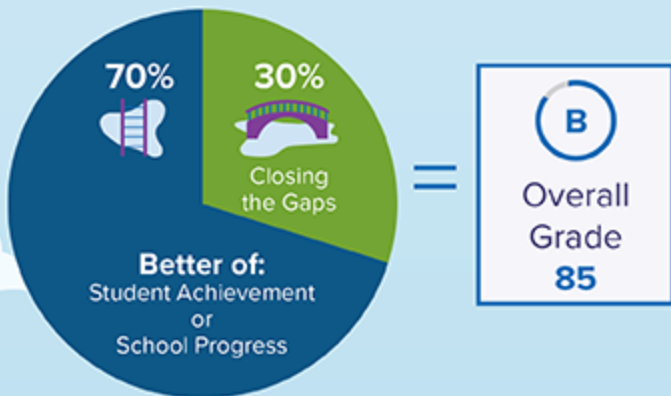 70%
30%
Closing
the Gaps
Better of:
Student Achievement
or
School Progress
=
B
Overall
Grade
85